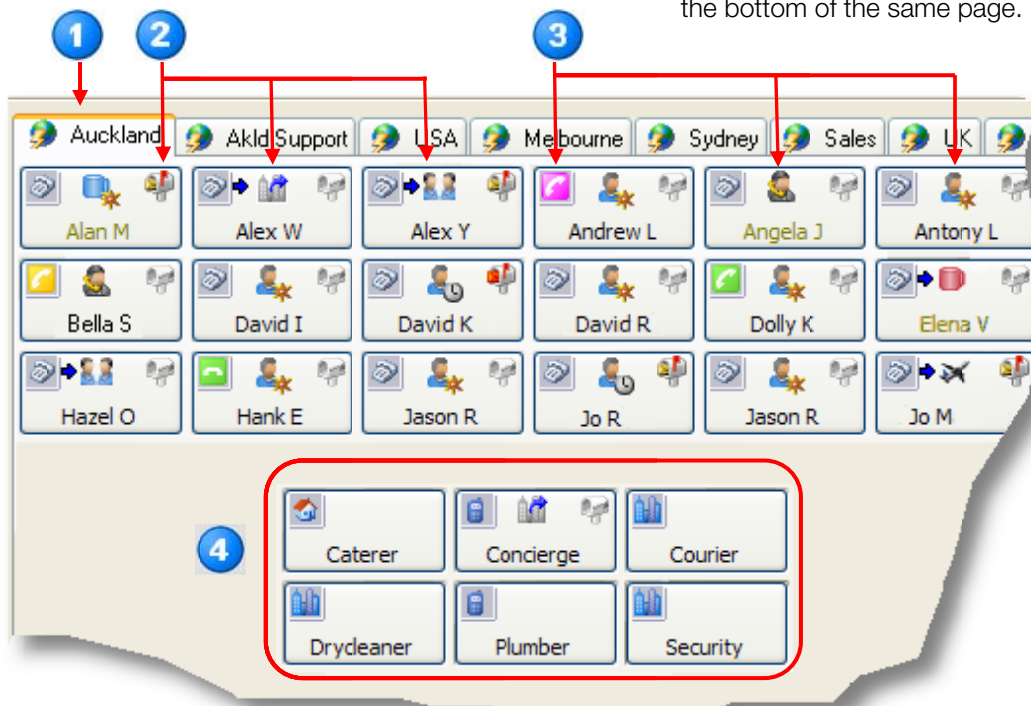 the bottom of the same page.
1 2 3
Auckland Akld Support USA Melbourne Sydney Sales UK
Alan M Alex W Alex Y Andrew L Angela J Antony L
Bella S David I David K David R Dolly K Elena V
Hazel O Hank E Jason R Jo R Jason R Jo M
4
Caterer Concierge Courier
Drycleaner Plumber Security